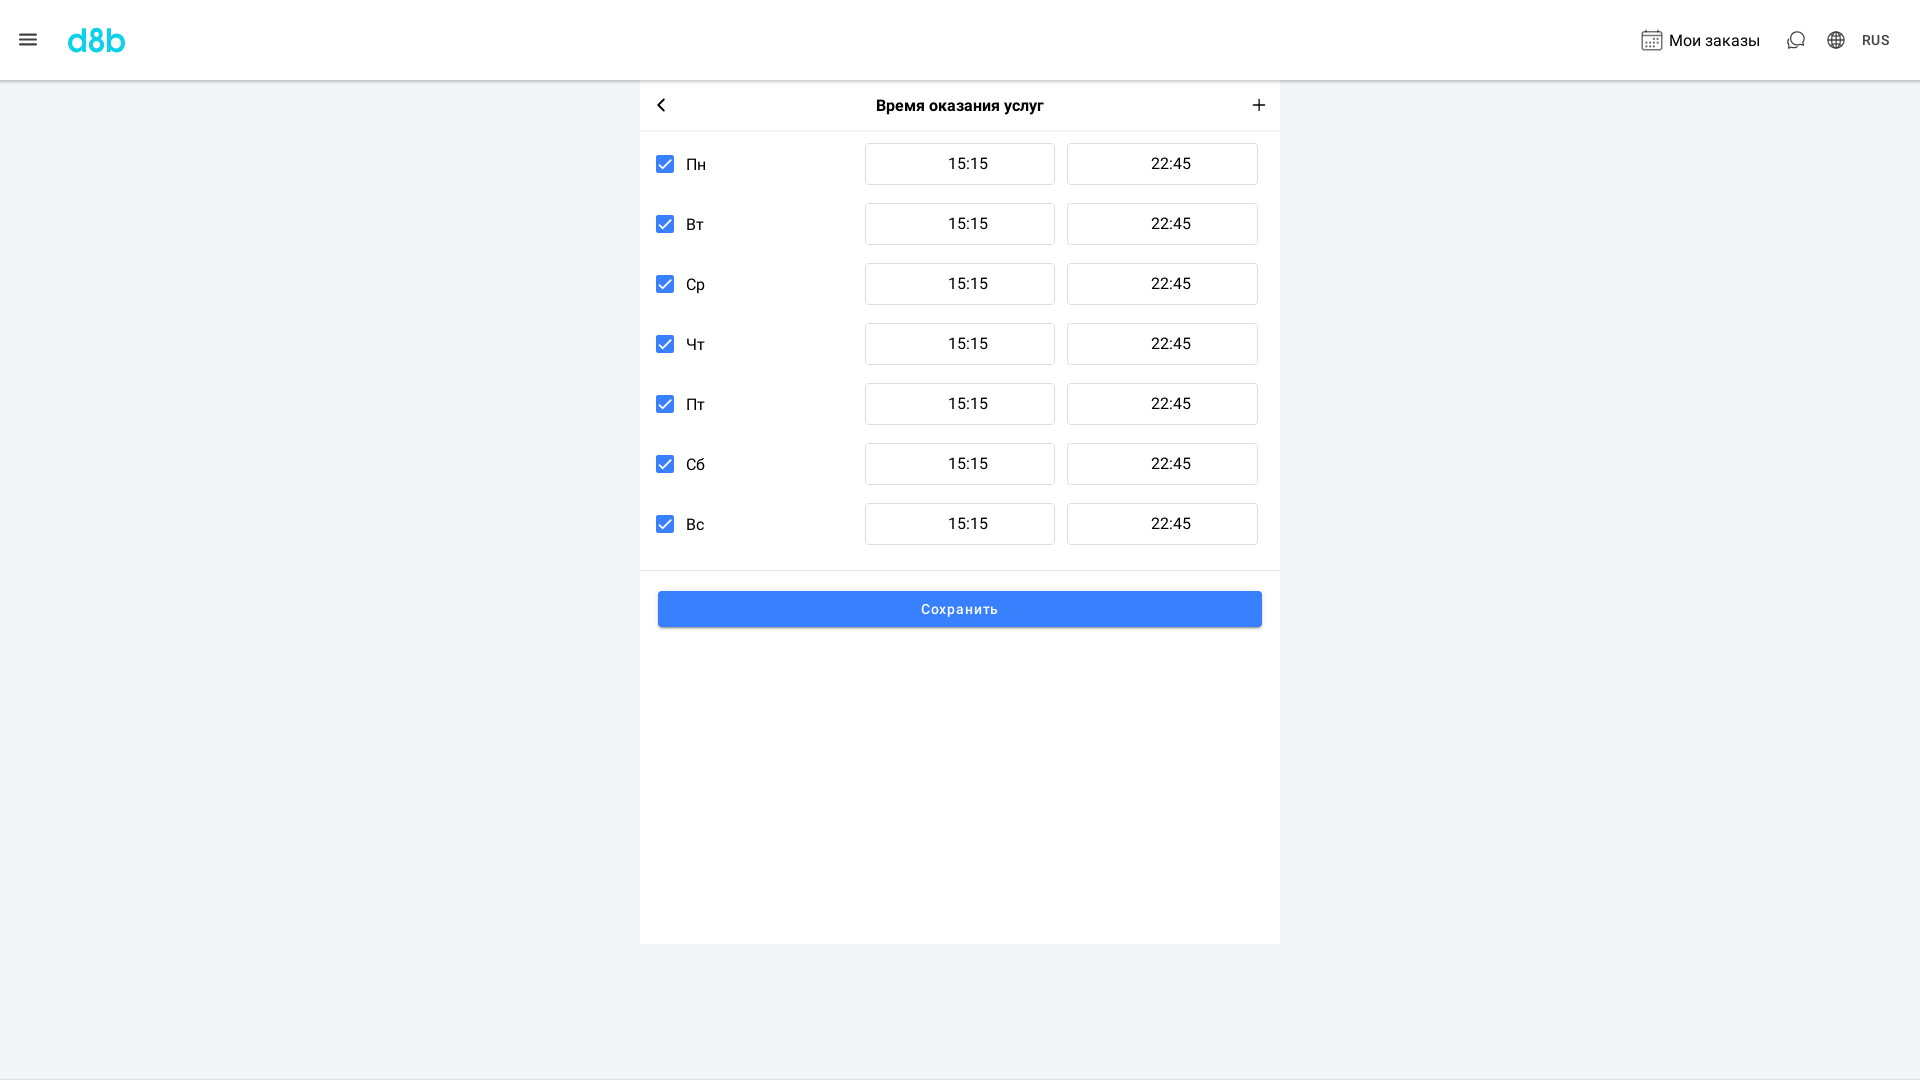 d8b
Мои заказы
RUS
Время оказания услуг
Пн 15:15 22:45
Вт 15:15 22:45
Ср 15:15 22:45
Чт 15:15 22:45
Пт 15:15 22:45
Сб 15:15 22:45
Вс 15:15 22:45
Сохранить